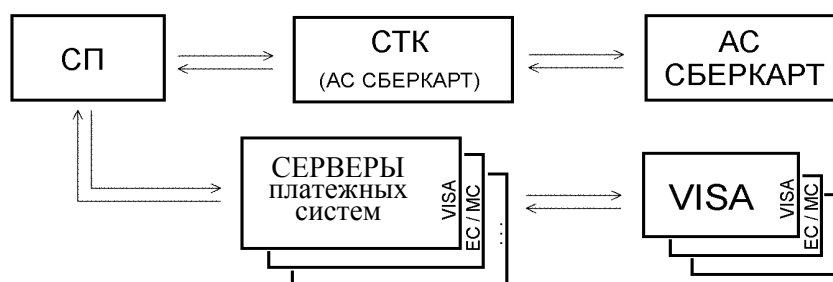 СП
СТК
(АС СБЕРКАРТ)
АС
СБЕРКАРТ
СЕРВЕРЫ
платежных
систем
VISA
EC / MC
...
VISA
VISA
EC / MC